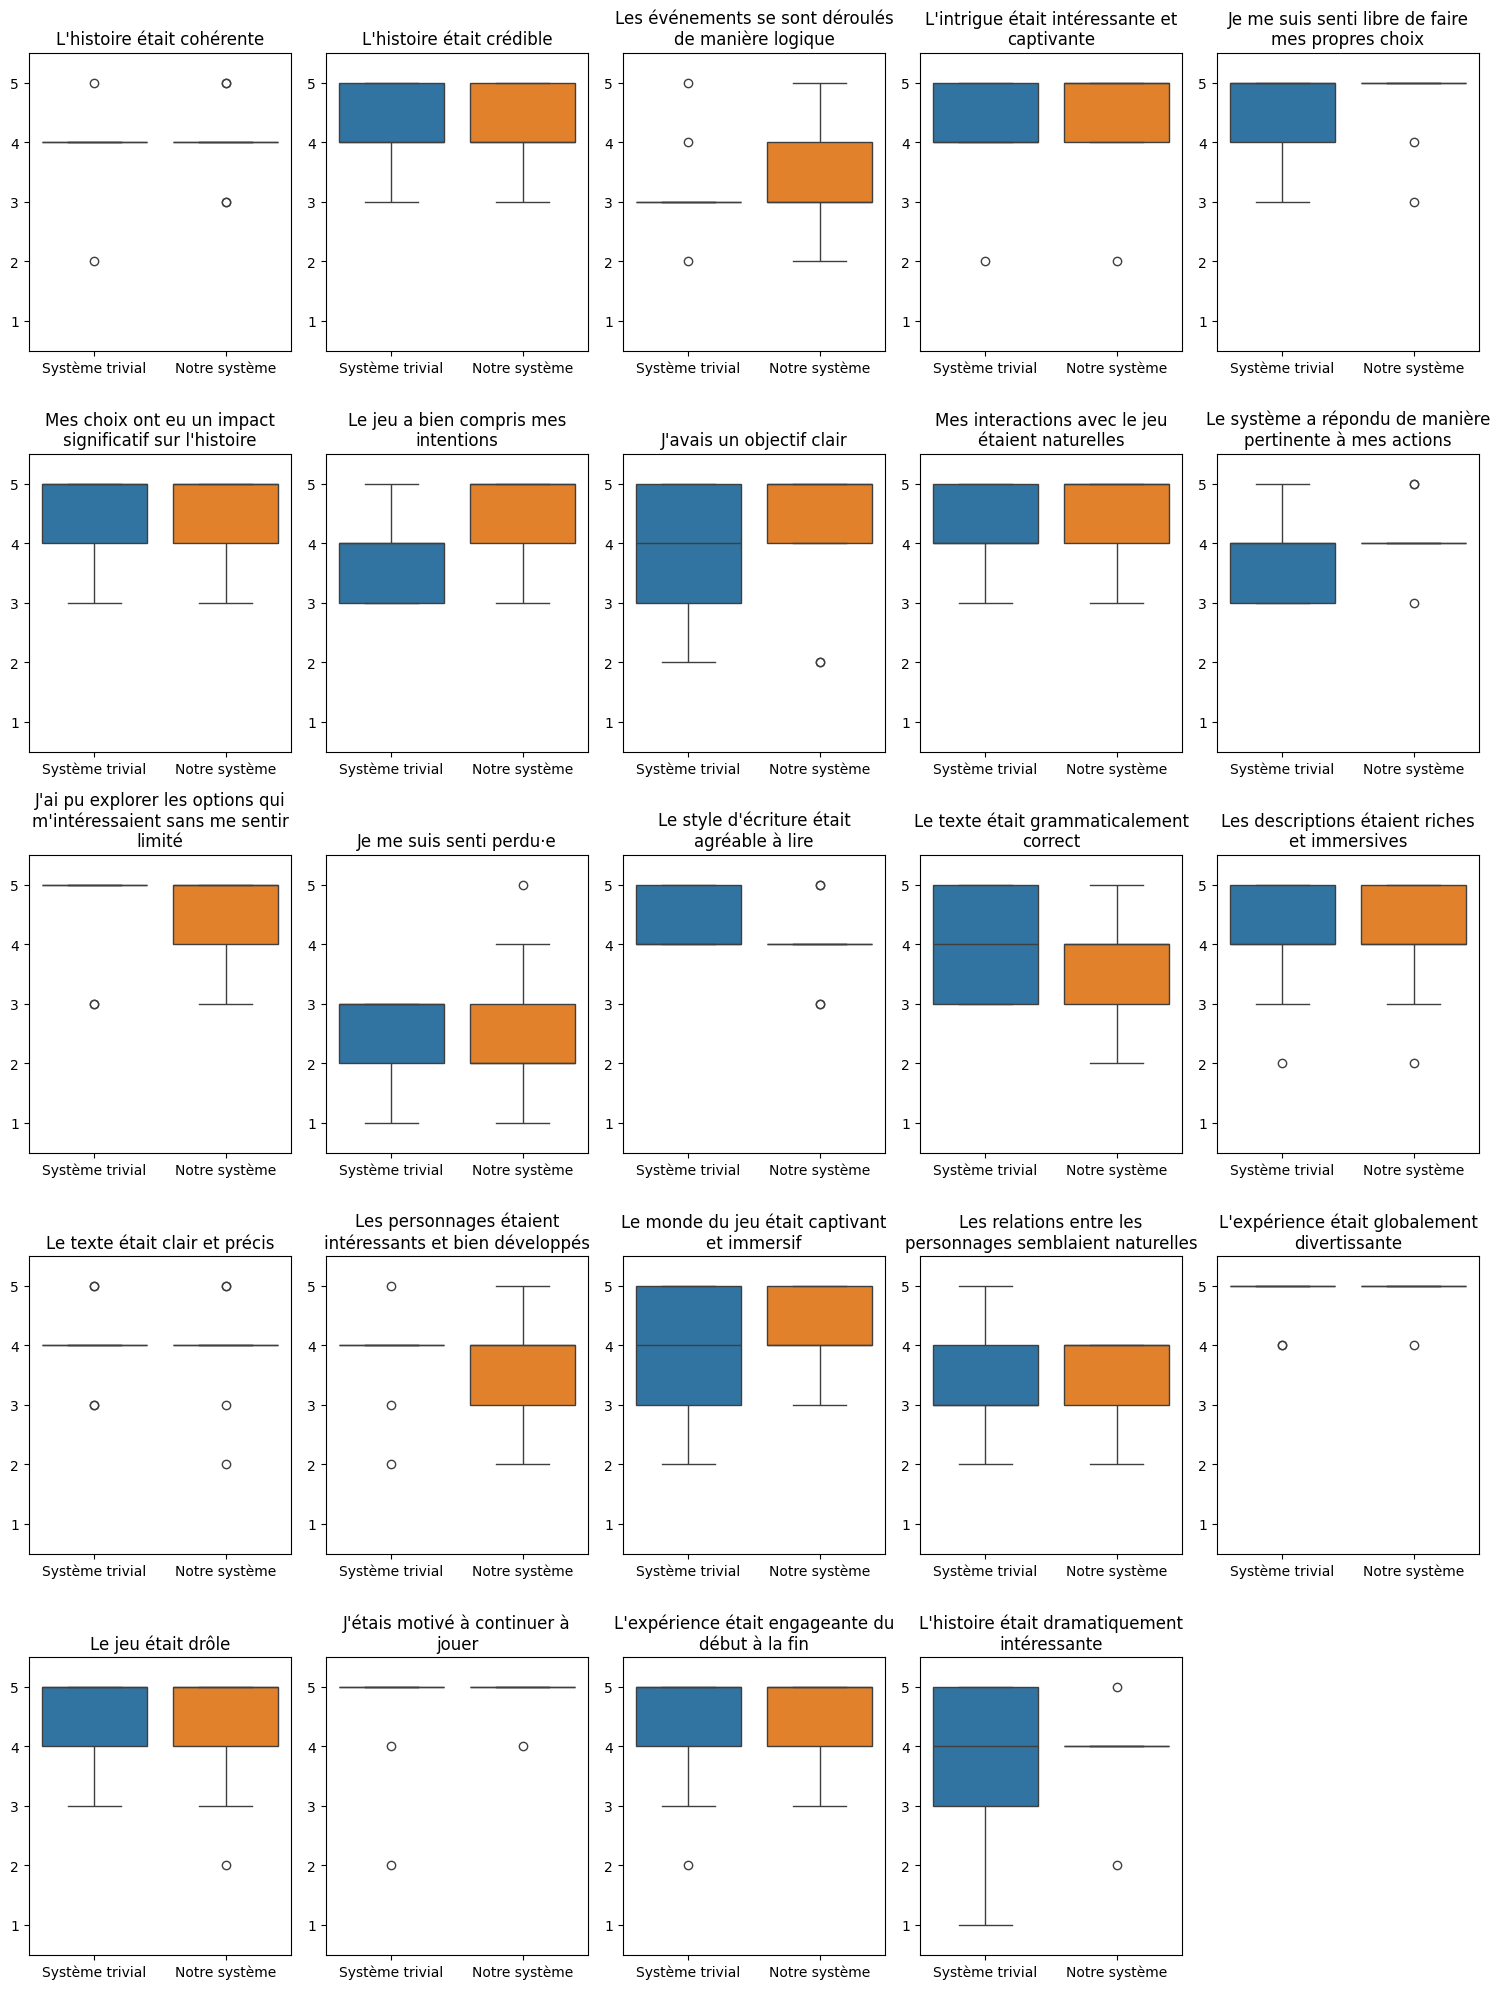 L'histoire était cohérente
5
4
3
2
1
Système trivial
Notre système
L'histoire était crédible
5
4
3
2
1
Système trivial
Notre système
Les événements se sont déroulés
de manière logique
5
4
3
2
1
Système trivial
Notre système
L'intrigue était intéressante et
captivante
5
4
3
2
1
Système trivial
Notre système
Je me suis senti libre de faire
mes propres choix
5
4
3
2
1
Système trivial
Notre système
Mes choix ont eu un impact
significatif sur l'histoire
5
4
3
2
1
Système trivial
Notre système
Le jeu a bien compris mes
intentions
5
4
3
2
1
Système trivial
Notre système
J'avais un objectif clair
5
4
3
2
1
Système trivial
Notre système
Mes interactions avec le jeu
étaient naturelles
5
4
3
2
1
Système trivial
Notre système
Le système a répondu de manière
pertinente à mes actions
5
4
3
2
1
Système trivial
Notre système
J'ai pu explorer les options qui
m'intéressaient sans me sentir
limité
5
4
3
2
1
Système trivial
Notre système
Je me suis senti perdu·e
5
4
3
2
1
Système trivial
Notre système
Le style d'écriture était
agréable à lire
5
4
3
2
1
Système trivial
Notre système
Le texte était grammaticalement
correct
5
4
3
2
1
Système trivial
Notre système
Les descriptions étaient riches
et immersives
5
4
3
2
1
Système trivial
Notre système
Le texte était clair et précis
5
4
3
2
1
Système trivial
Notre système
Les personnages étaient
intéressants et bien développés
5
4
3
2
1
Système trivial
Notre système
Le monde du jeu était captivant
et immersif
5
4
3
2
1
Système trivial
Notre système
Les relations entre les
personnages semblaient naturelles
5
4
3
2
1
Système trivial
Notre système
L'expérience était globalement
divertissante
5
4
3
2
1
Système trivial
Notre système
Le jeu était drôle
5
4
3
2
1
Système trivial
Notre système
J'étais motivé à continuer à
jouer
5
4
3
2
1
Système trivial
Notre système
L'expérience était engageante du
début à la fin
5
4
3
2
1
Système trivial
Notre système
L'histoire était dramatiquement
intéressante
5
4
3
2
1
Système trivial
Notre système